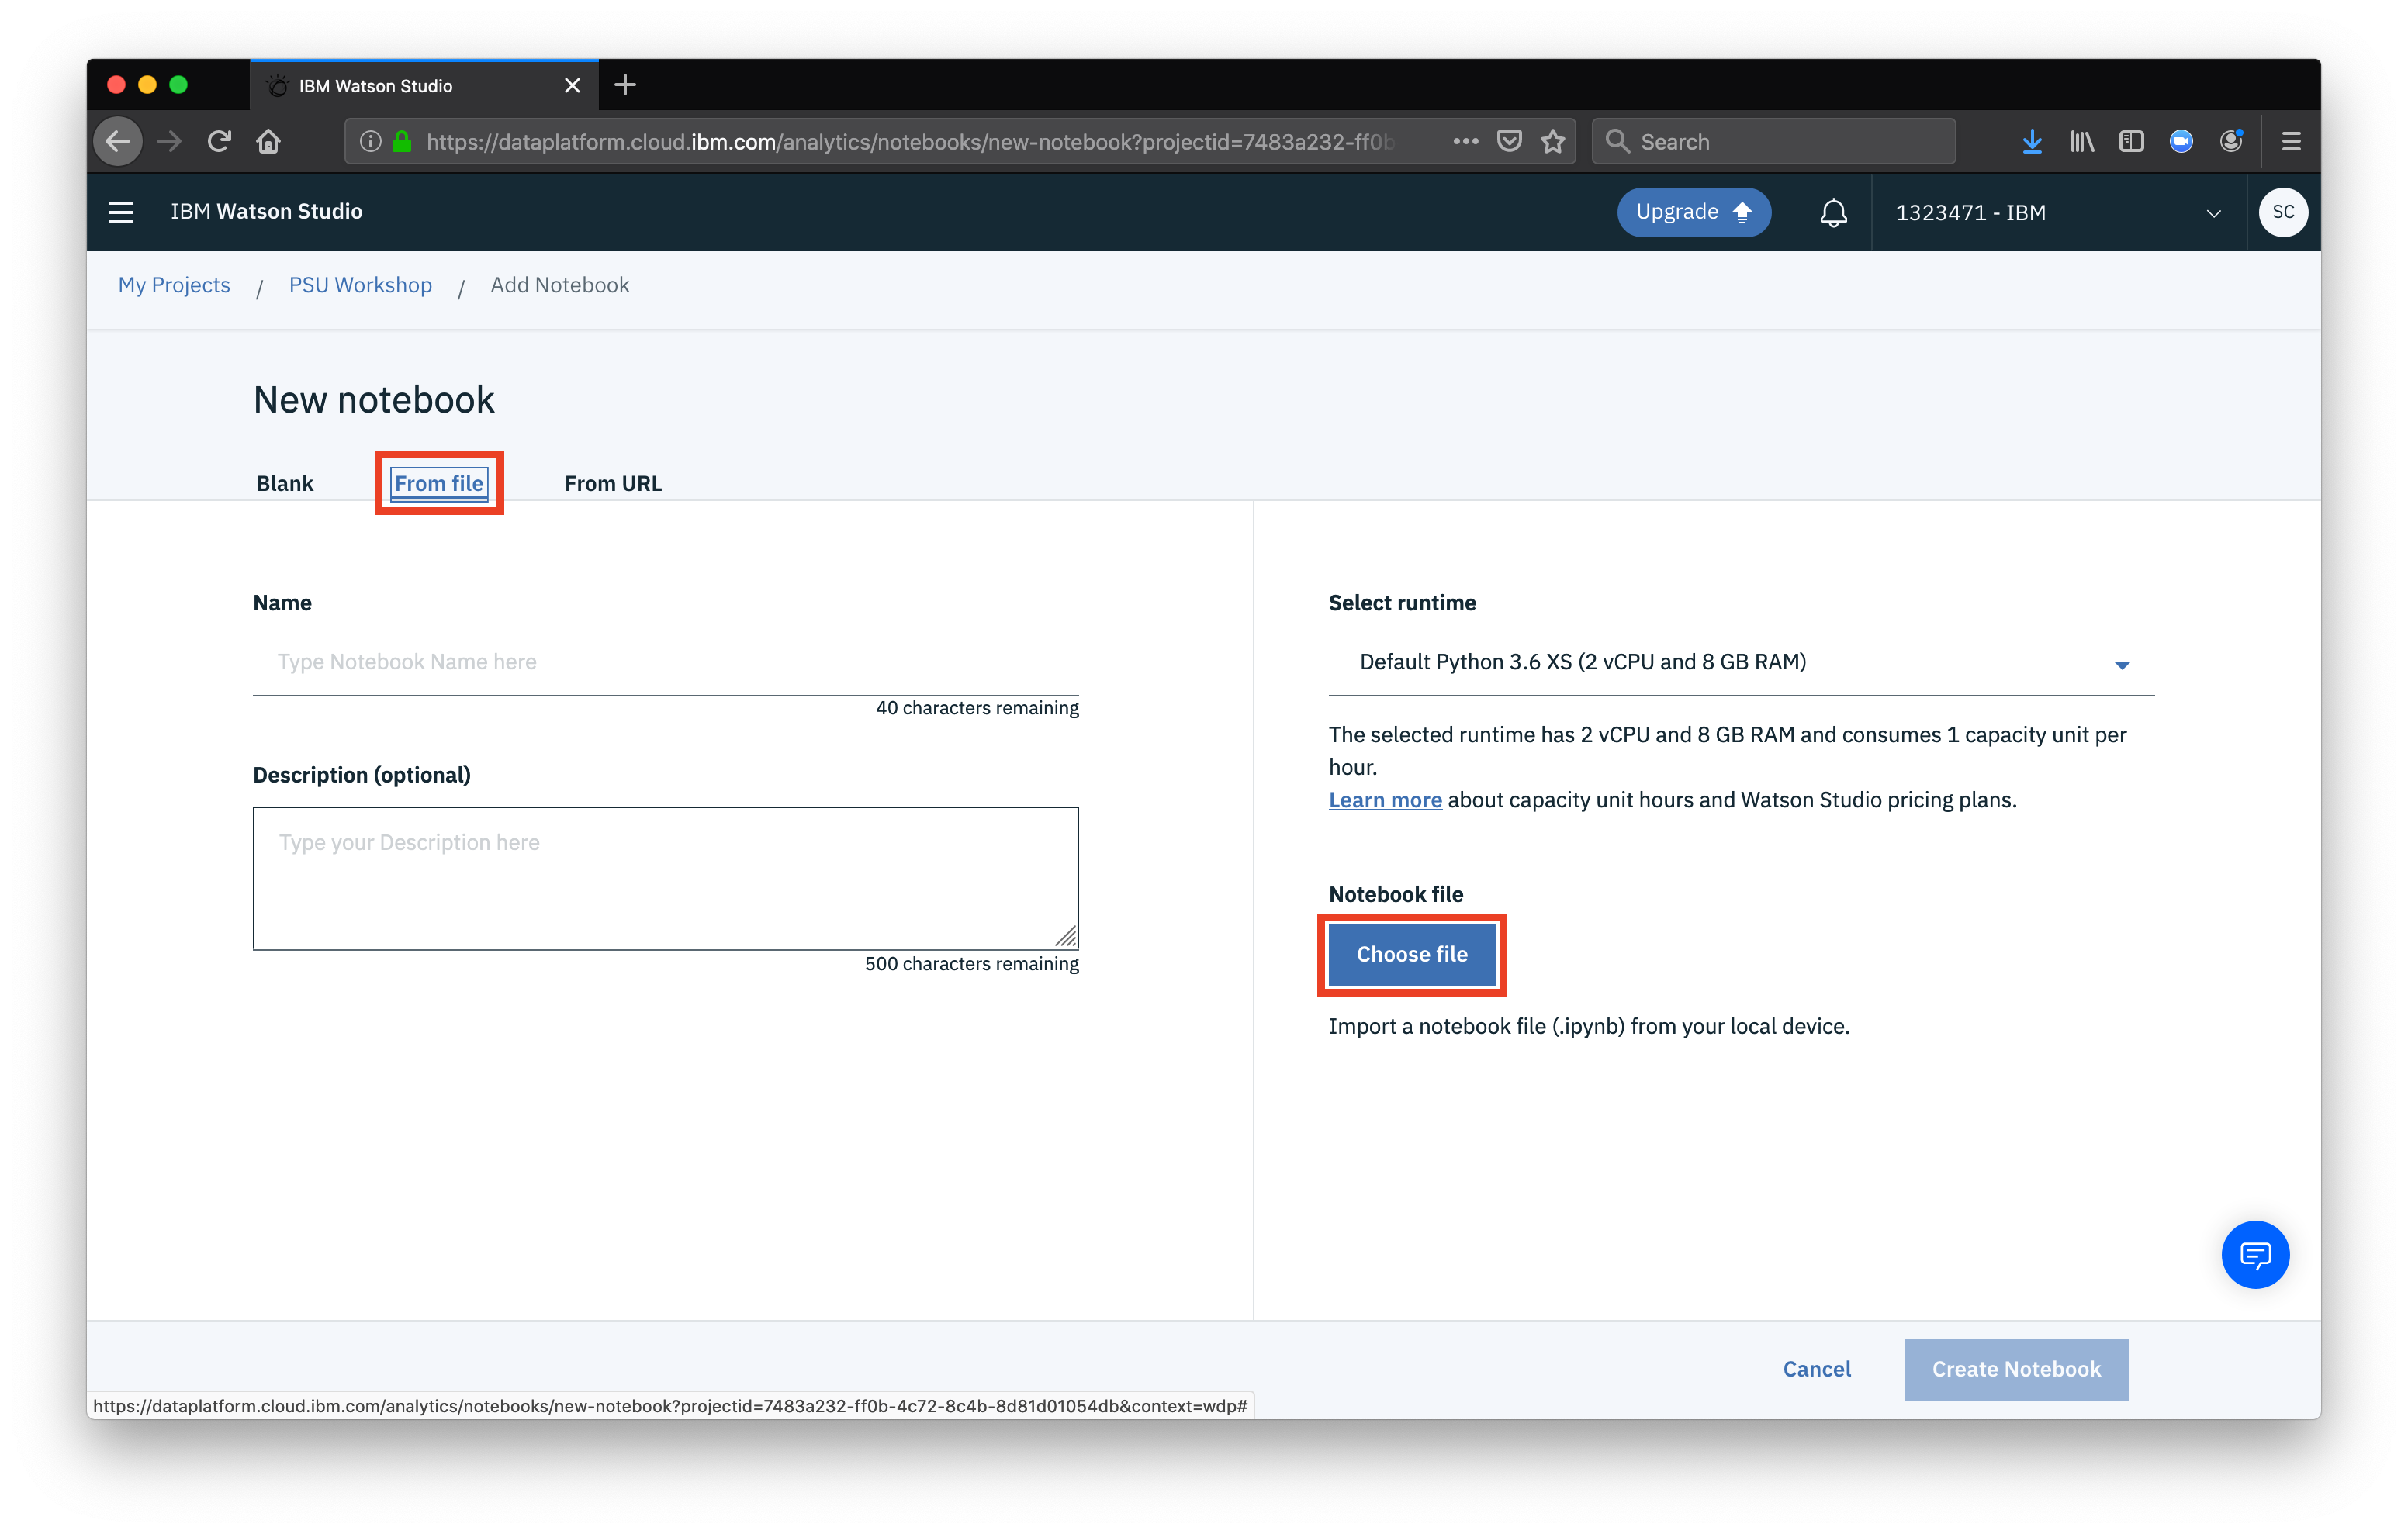 IBM Watson Studio
https://dataplatform.cloud.ibm.com/analytics/notebooks/new-notebook?projectid=7483a232-ff0b
Search
IBM Watson Studio
Upgrade
1323471 - IBM
SC
My Projects / PSU Workshop / Add Notebook
New notebook
Blank
From file
From URL
Name
Type Notebook Name here
40 characters remaining
Description (optional)
Type your Description here
500 characters remaining
Select runtime
Default Python 3.6 XS (2 vCPU and 8 GB RAM)
The selected runtime has 2 vCPU and 8 GB RAM and consumes 1 capacity unit per
hour.
Learn more about capacity unit hours and Watson Studio pricing plans.
Notebook file
Choose file
Import a notebook file (.ipynb) from your local device.
Cancel
Create Notebook
https://dataplatform.cloud.ibm.com/analytics/notebooks/new-notebook?projectid=7483a232-ff0b-4c72-8c4b-8d81d01054db&context=wdp#